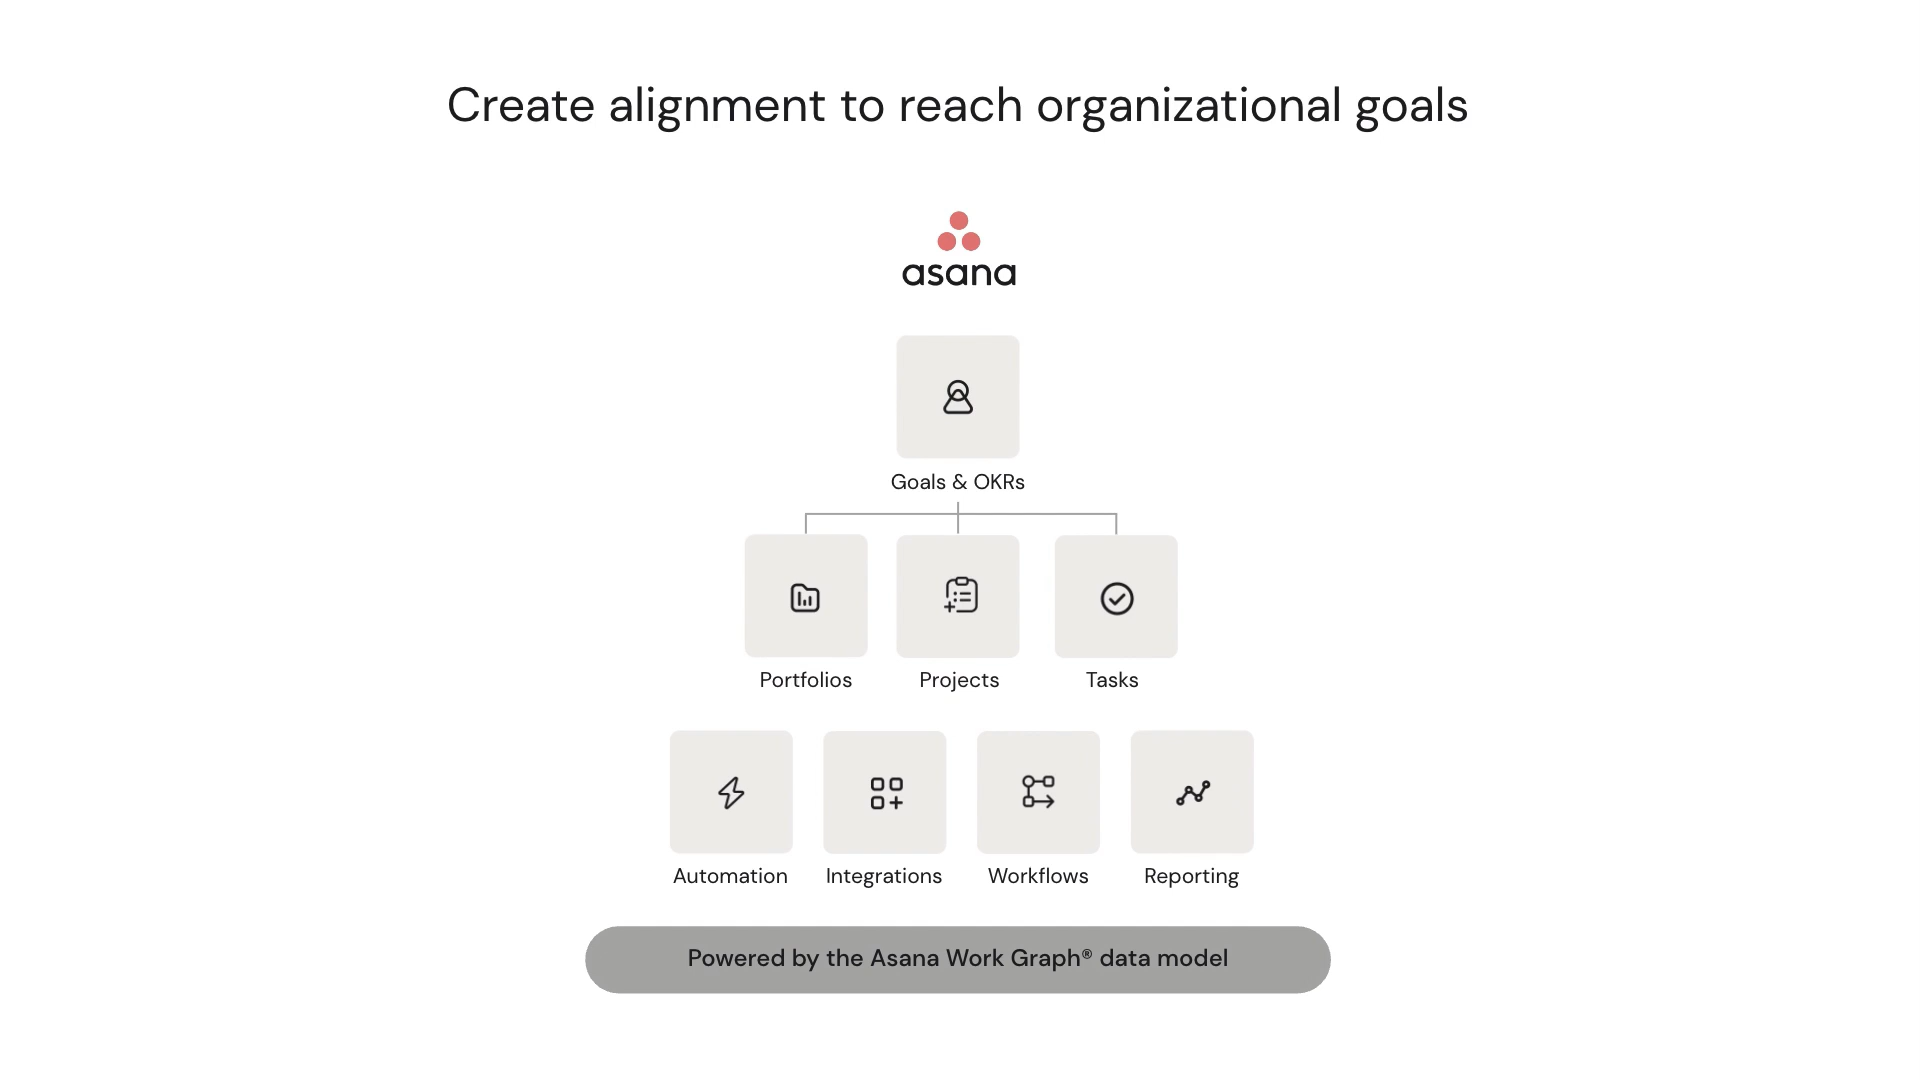 Create alignment to reach organizational goals
asana
Goals & OKRs
Portfolios
Projects
Tasks
Automation
Integrations
Workflows
Reporting
Powered by the Asana Work Graph® data model